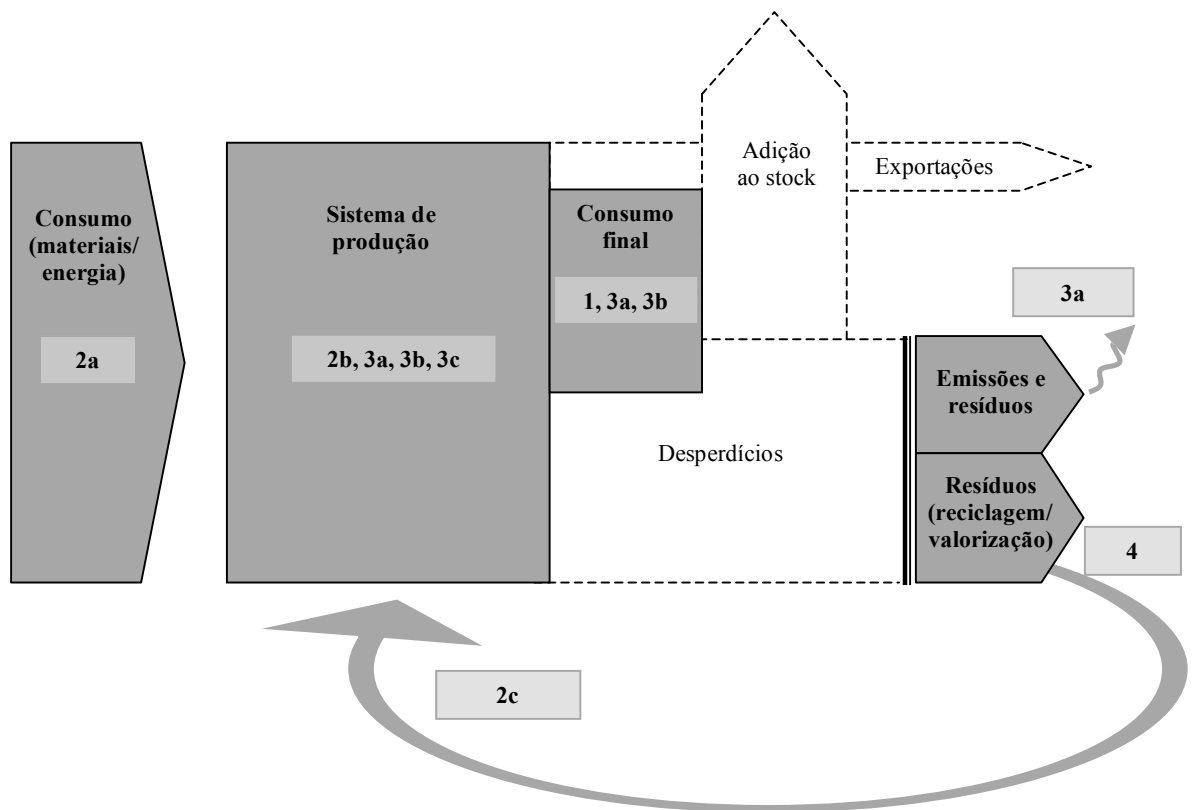 Consumo
(materiais/
energia)
2a
Sistema de
produção
2b, 3a, 3b, 3c
Consumo
final
1, 3a, 3b
Adição
ao stock
Exportações
3a
Emissões e
resíduos
Desperdícios
Resíduos
(reciclagem/
valorização)
4
2c